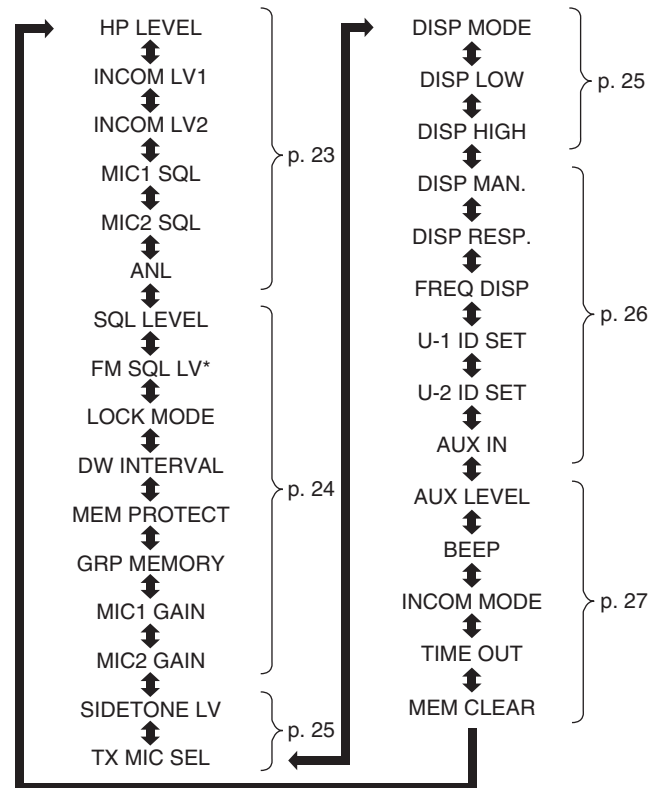 HP LEVEL
INCOM LV1
INCOM LV2
MIC1 SQL
MIC2 SQL
ANL
p. 23
SQL LEVEL
FM SQL LV*
LOCK MODE
DW INTERVAL
MEM PROTECT
GRP MEMORY
MIC1 GAIN
MIC2 GAIN
p. 24
SIDETONE LV
TX MIC SEL
p. 25
DISP MODE
DISP LOW
DISP HIGH
p. 25
DISP MAN.
DISP RESP.
FREQ DISP
U-1 ID SET
U-2 ID SET
AUX IN
p. 26
AUX LEVEL
BEEP
INCOM MODE
TIME OUT
MEM CLEAR
p. 27